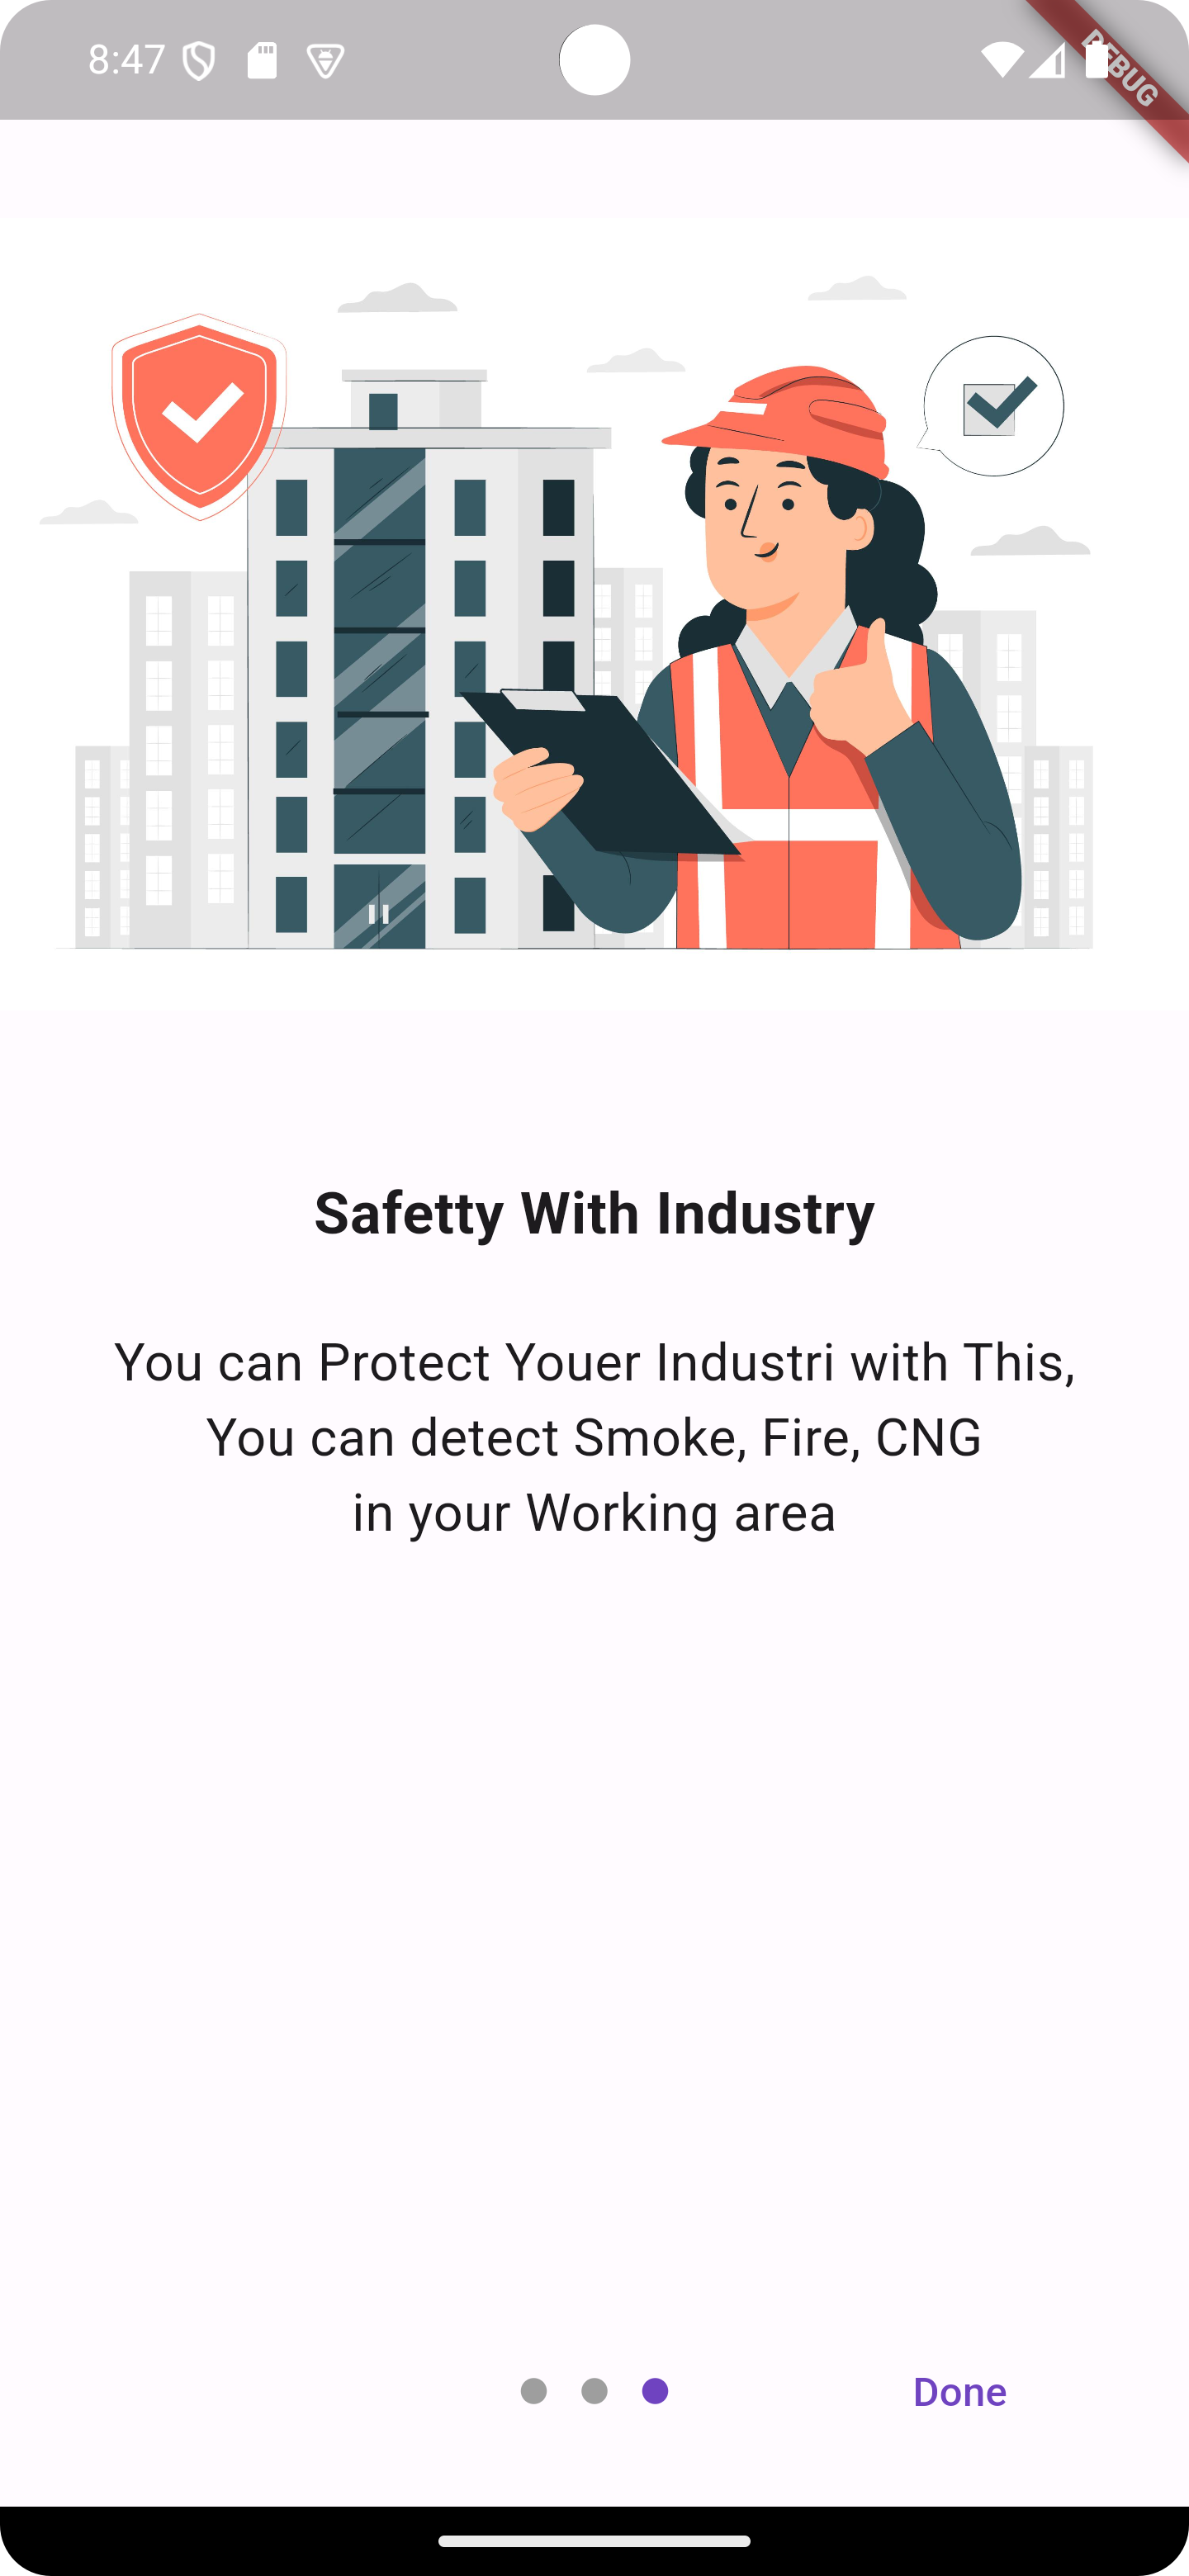 8:47
DEBUG
Safetty With Industry
You can Protect Youer Industri with This,
You can detect Smoke, Fire, CNG
in your Working area
Done